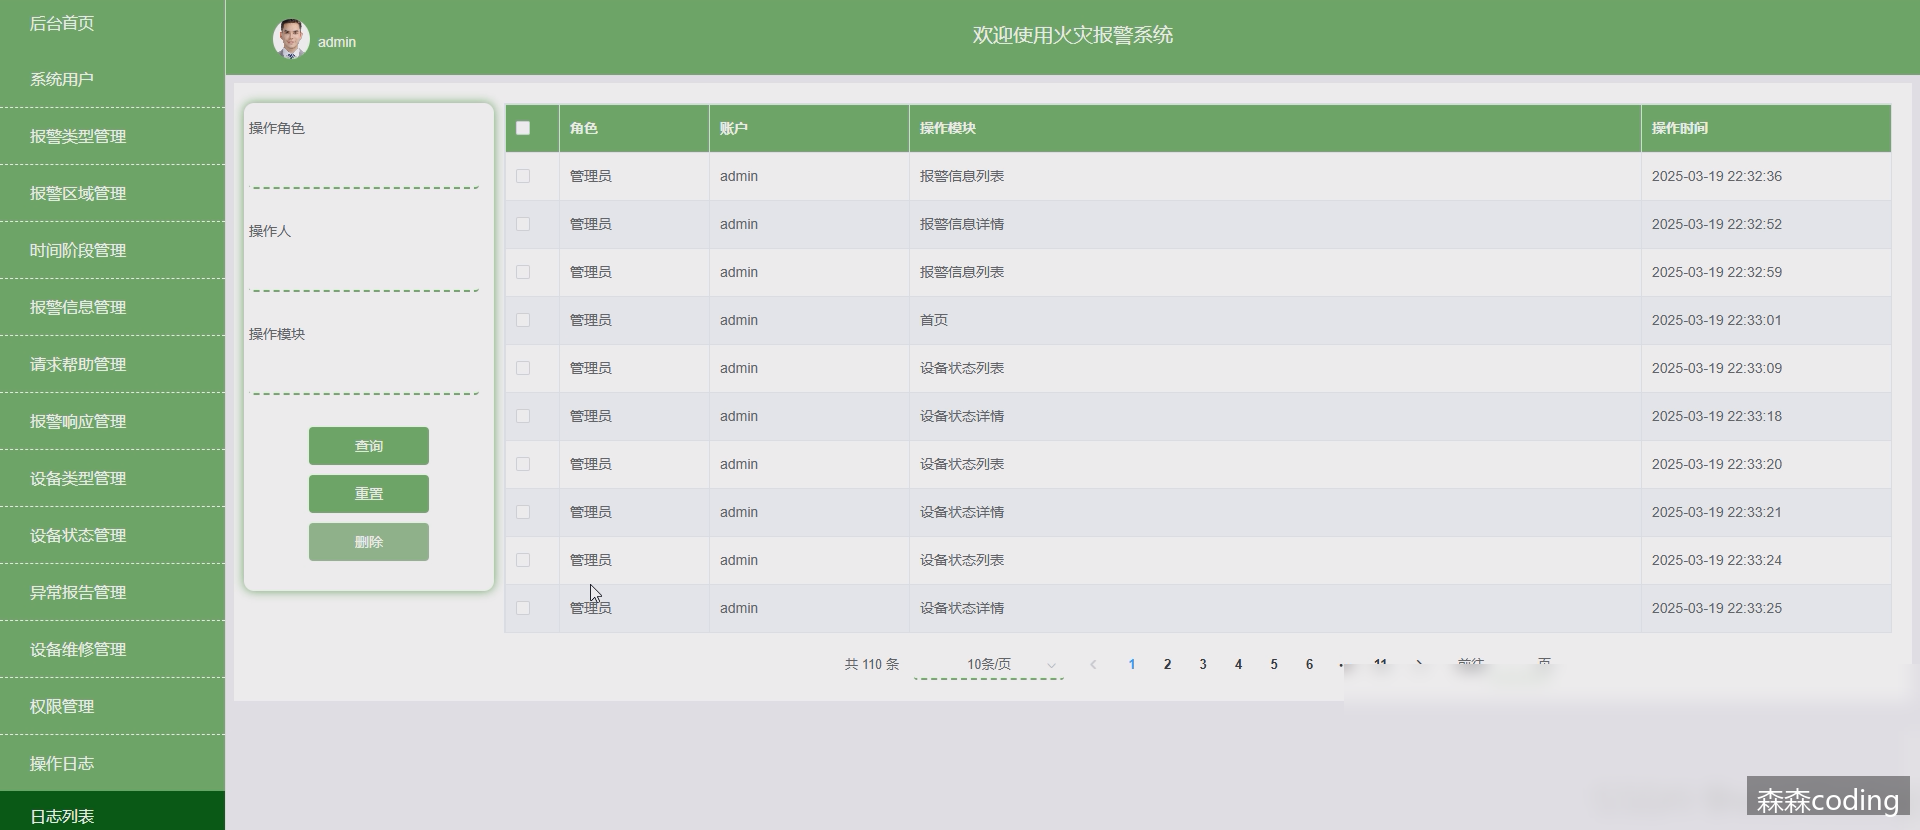 后台首页
系统用户
报警类型管理
报警区域管理
时间阶段管理
报警信息管理
请求帮助管理
报警响应管理
设备类型管理
设备状态管理
异常报告管理
设备维修管理
权限管理
操作日志
日志列表
admin
欢迎使用火灾报警系统
操作角色
操作人
操作模块
查询
重置
删除
角色 账户 操作模块 操作时间
管理员 admin 报警信息列表 2025-03-19 22:32:36
管理员 admin 报警信息详情 2025-03-19 22:32:52
管理员 admin 报警信息列表 2025-03-19 22:32:59
管理员 admin 首页 2025-03-19 22:33:01
管理员 admin 设备状态列表 2025-03-19 22:33:09
管理员 admin 设备状态详情 2025-03-19 22:33:18
管理员 admin 设备状态列表 2025-03-19 22:33:20
管理员 admin 设备状态详情 2025-03-19 22:33:21
管理员 admin 设备状态列表 2025-03-19 22:33:24
管理员 admin 设备状态详情 2025-03-19 22:33:25
共 110 条 10条/页 1 2 3 4 5 6 11 前往 页
森森coding